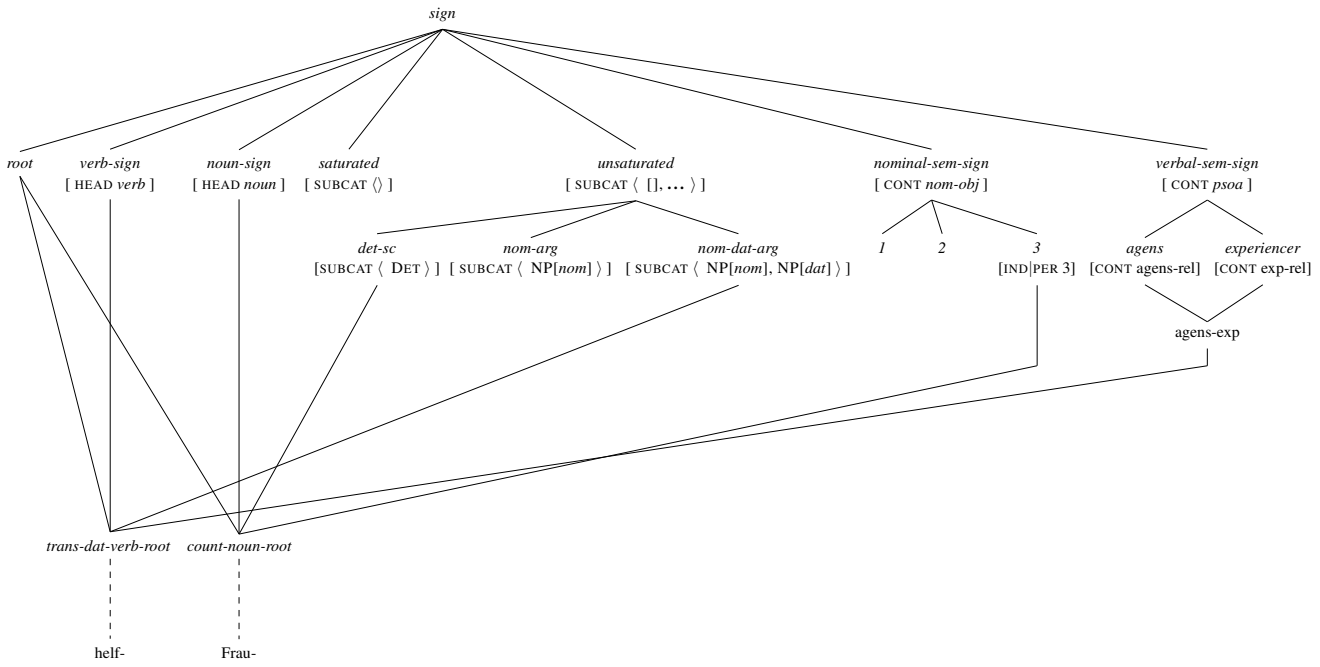 sign
root verb-sign noun-sign saturated unsaturated nominal-sem-sign verbal-sem-sign
[ HEAD verb ] [ HEAD noun ] [ SUBCAT ⟨⟩ ] [ SUBCAT ⟨ [], … ⟩ ] [ CONT nom-obj ] [ CONT psoa ]
det-sc nom-arg nom-dat-arg 1 2 3 agens experiencer
[SUBCAT ⟨ DET ⟩ ] [ SUBCAT ⟨ NP[nom] ⟩ ] [ SUBCAT ⟨ NP[nom], NP[dat] ⟩ ] [IND|PER 3] [CONT agens-rel] [CONT exp-rel]
agens-exp
trans-dat-verb-root count-noun-root
helf- Frau-